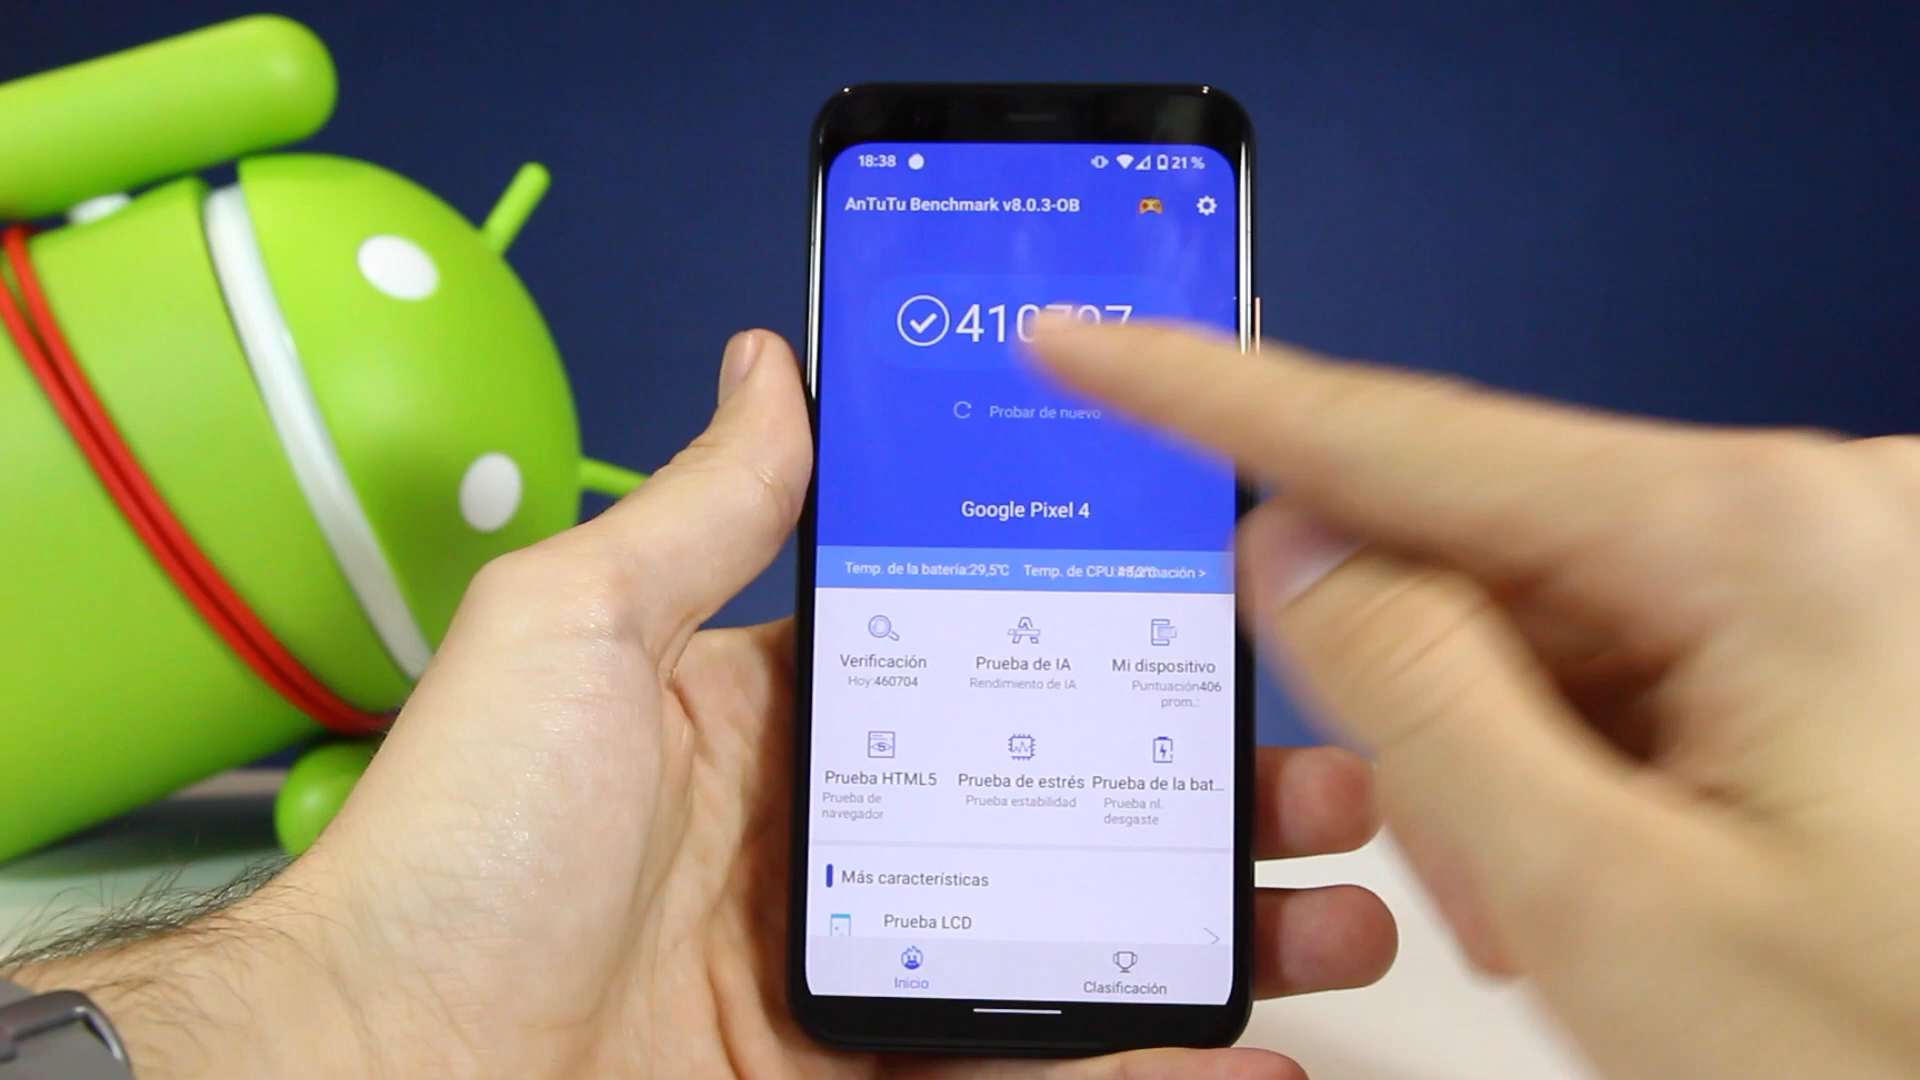 18:38 21 %
AnTuTu Benchmark v8.0.3-OB
Probar de nuevo
Google Pixel 4
Temp. de la batería:29,5℃ Temp. de CPU:
Verificación
Hoy:460704
Prueba de IA
Rendimiento de IA
Mi dispositivo
Puntuación406
prom.:
Prueba HTML5
Prueba de
navegador
Prueba de estrés
Prueba estabilidad
Prueba de la bat...
Prueba nl.
desgaste
Más características
Prueba LCD
Inicio
Clasificación